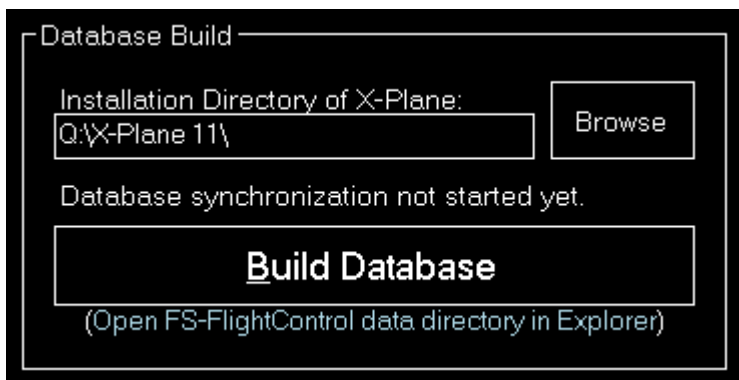 Database Build
Installation Directory of X-Plane:
Q:\X-Plane 11\
Browse
Database synchronization not started yet.
Build Database
(Open FS-FlightControl data directory in Explorer)